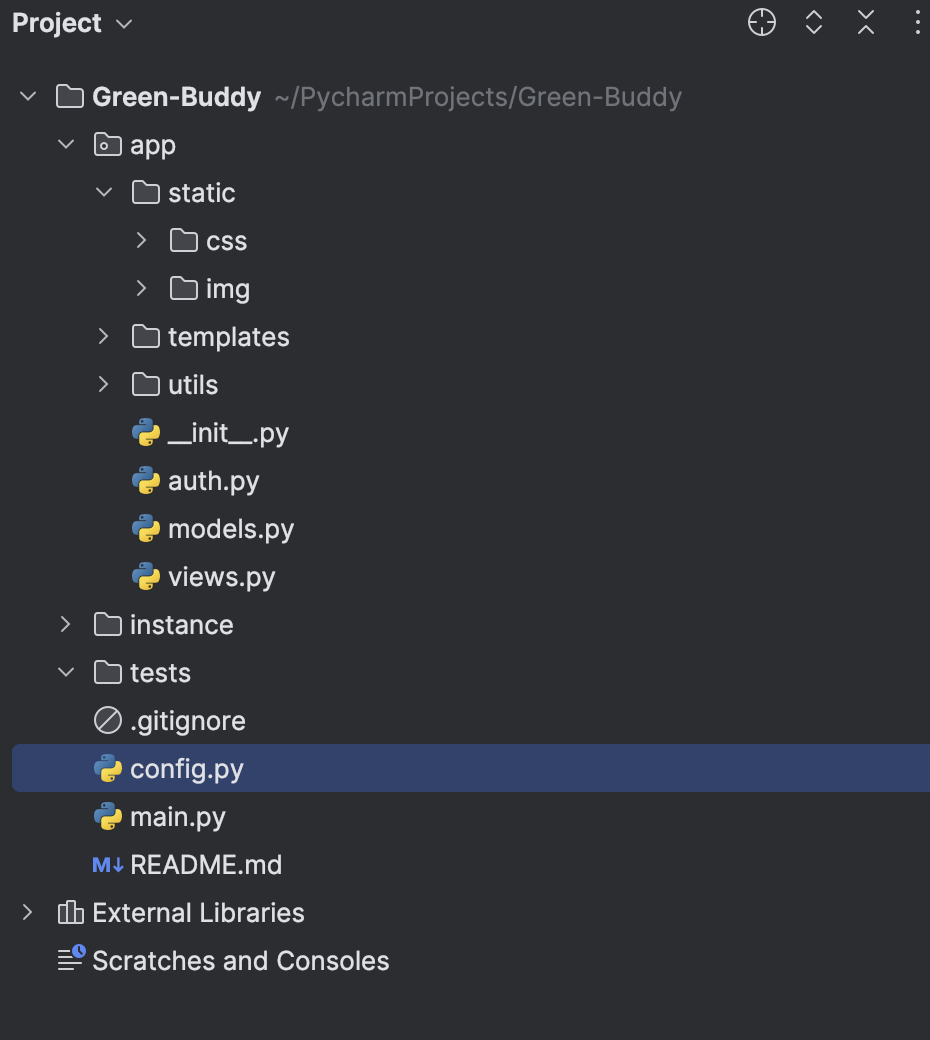 Project
Green-Buddy ~/PycharmProjects/Green-Buddy
app
static
css
img
templates
utils
__init__.py
auth.py
models.py
views.py
instance
tests
.gitignore
config.py
main.py
M↓ README.md
External Libraries
Scratches and Consoles